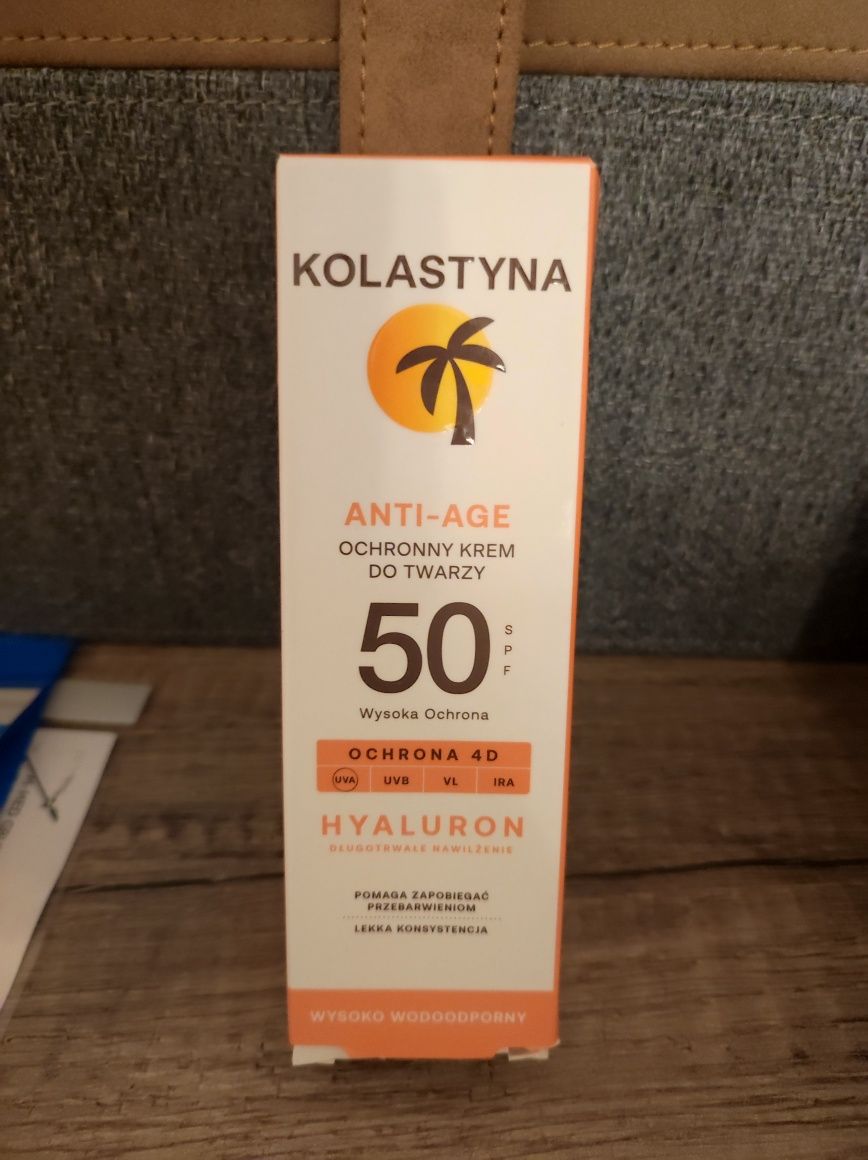 KOLASTYNA
ANTI-AGE
OCHRONNY KREM
DO TWARZY
50 SPF
Wysoka Ochrona
OCHRONA 4D
UVA UVB VL IRA
HYALURON
DŁUGOTRWAŁE NAWILŻENIE
POMAGA ZAPOBIEGAĆ
PRZEBARWIENIOM
LEKKA KONSYSTENCJA
WYSOKO WODOODPORNY